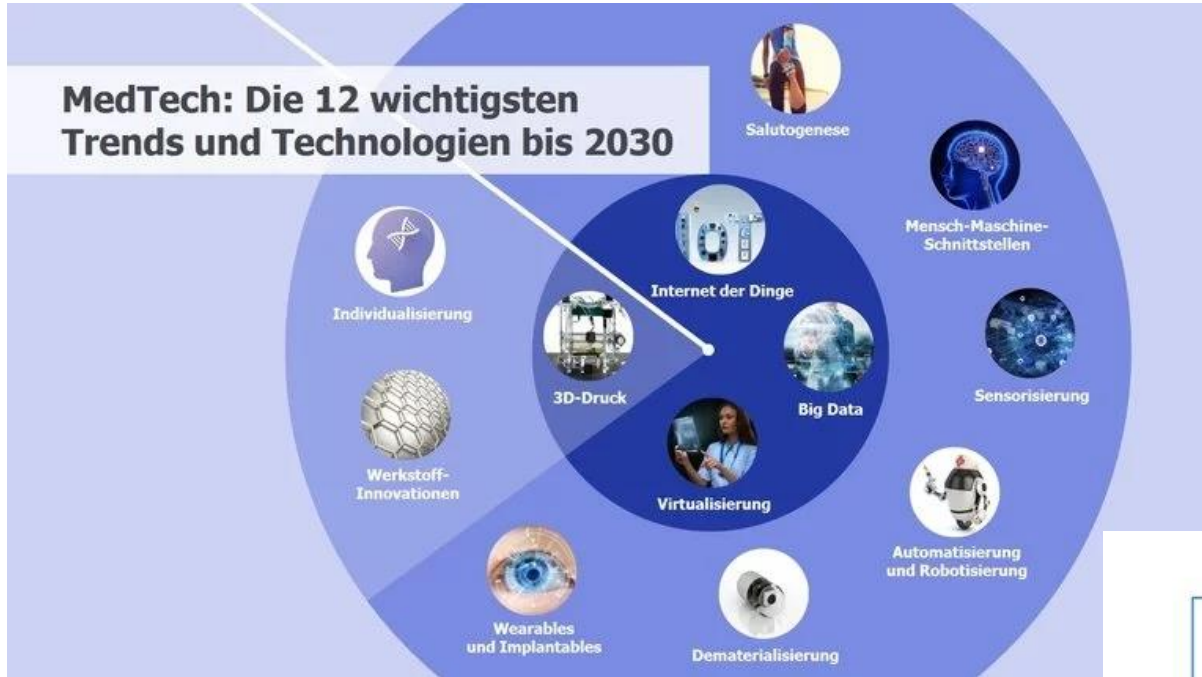 MedTech: Die 12 wichtigsten
Trends und Technologien bis 2030
Salutogenese
Mensch-Maschine-
Schnittstellen
IOT
Internet der Dinge
Individualisierung
3D-Druck
Big Data
Sensorisierung
Werkstoff-
Innovationen
Virtualisierung
Automatisierung
und Robotisierung
Wearables
und Implantables
Dematerialisierung